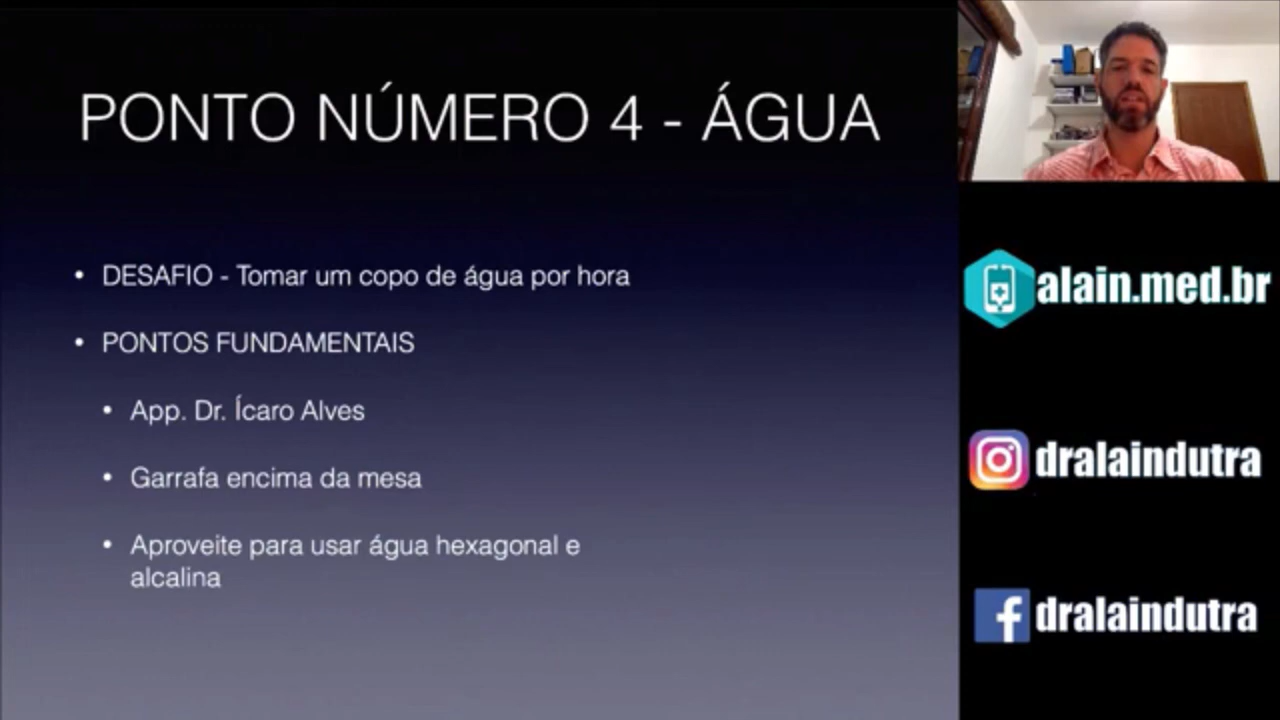 PONTO NÚMERO 4 - ÁGUA
• DESAFIO - Tomar um copo de água por hora
• PONTOS FUNDAMENTAIS
• App. Dr. Ícaro Alves
• Garrafa encima da mesa
• Aproveite para usar água hexagonal e
alcalina
alain.med.br
dralaindutra
dralaindutra